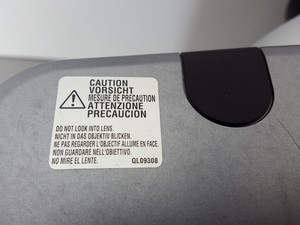 CAUTION
VORSICHT
MESURE DE PRÉCAUTION
ATTENZIONE
PRECAUCION
DO NOT LOOK INTO LENS.
NICHT IN DAS OBJEKTIV BLICKEN.
NE PAS REGARDER L'OBJECTIF ALLUME EN FACE.
NON GUARDARE NELL'OBIETTIVO.
NO MIRE EL LENTE. QL09308